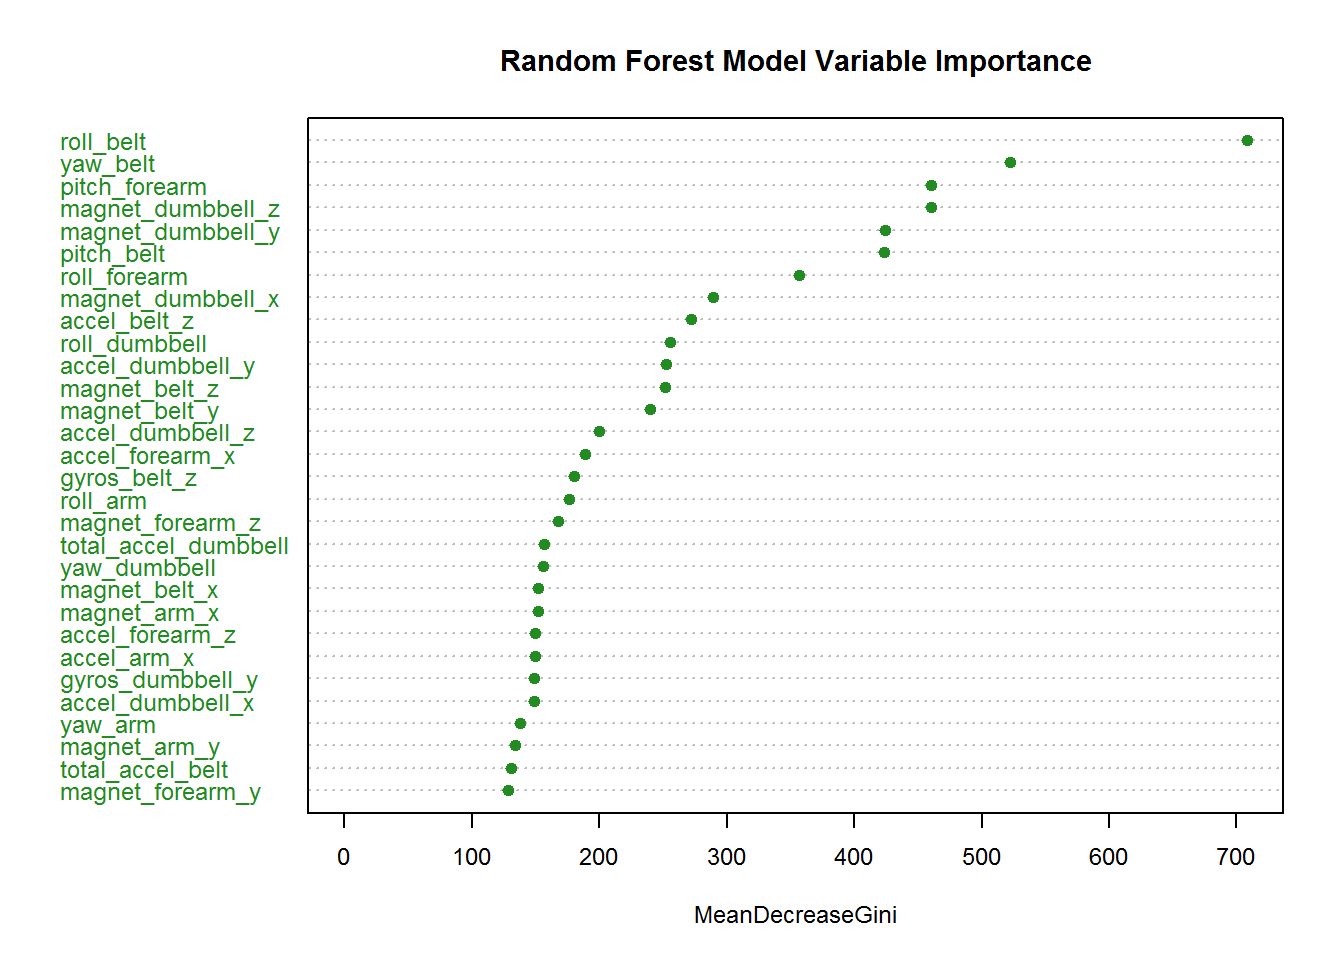 Random Forest Model Variable Importance
roll_belt
yaw_belt
pitch_forearm
magnet_dumbbell_z
magnet_dumbbell_y
pitch_belt
roll_forearm
magnet_dumbbell_x
accel_belt_z
roll_dumbbell
accel_dumbbell_y
magnet_belt_z
magnet_belt_y
accel_dumbbell_z
accel_forearm_x
gyros_belt_z
roll_arm
magnet_forearm_z
total_accel_dumbbell
yaw_dumbbell
magnet_belt_x
magnet_arm_x
accel_forearm_z
accel_arm_x
gyros_dumbbell_y
accel_dumbbell_x
yaw_arm
magnet_arm_y
total_accel_belt
magnet_forearm_y
0 100 200 300 400 500 600 700
MeanDecreaseGini